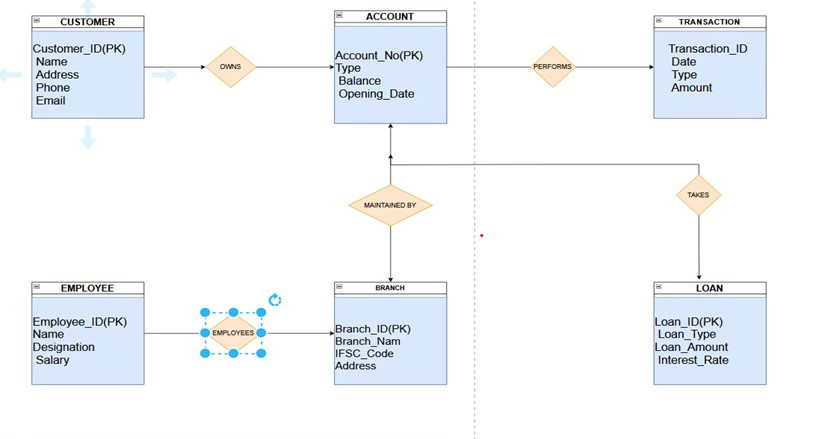 CUSTOMER
Customer_ID(PK)
Name
Address
Phone
Email
OWNS
ACCOUNT
Account_No(PK)
Type
Balance
Opening_Date
PERFORMS
TRANSACTION
Transaction_ID
Date
Type
Amount
MAINTAINED BY
TAKES
EMPLOYEE
Employee_ID(PK)
Name
Designation
Salary
EMPLOYEES
BRANCH
Branch_ID(PK)
Branch_Nam
IFSC_Code
Address
LOAN
Loan_ID(PK)
Loan_Type
Loan_Amount
Interest_Rate